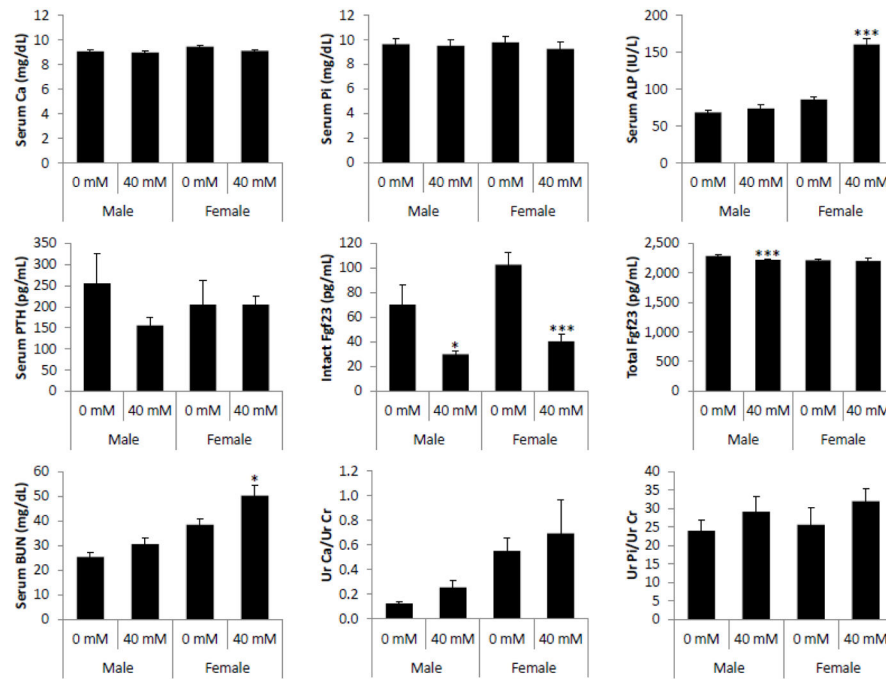 Serum Ca (mg/dL)
12
10
8
6
4
2
0
0 mM 40 mM 0 mM 40 mM
Male Female
Serum Pi (mg/dL)
12
10
8
6
4
2
0
0 mM 40 mM 0 mM 40 mM
Male Female
Serum ALP (IU/L)
200
150
100
50
0
***
0 mM 40 mM 0 mM 40 mM
Male Female
Serum PTH (pg/mL)
350
300
250
200
150
100
50
0
0 mM 40 mM 0 mM 40 mM
Male Female
Intact Fgf23 (pg/mL)
120
100
80
60
40
20
0
*
***
0 mM 40 mM 0 mM 40 mM
Male Female
Total Fgf23 (pg/mL)
2,500
2,000
1,500
1,000
500
0
***
0 mM 40 mM 0 mM 40 mM
Male Female
Serum BUN (mg/dL)
60
50
40
30
20
10
0
*
0 mM 40 mM 0 mM 40 mM
Male Female
Ur Ca/Ur Cr
1.2
1.0
0.8
0.6
0.4
0.2
0.0
0 mM 40 mM 0 mM 40 mM
Male Female
Ur Pi/Ur Cr
40
35
30
25
20
15
10
5
0
0 mM 40 mM 0 mM 40 mM
Male Female